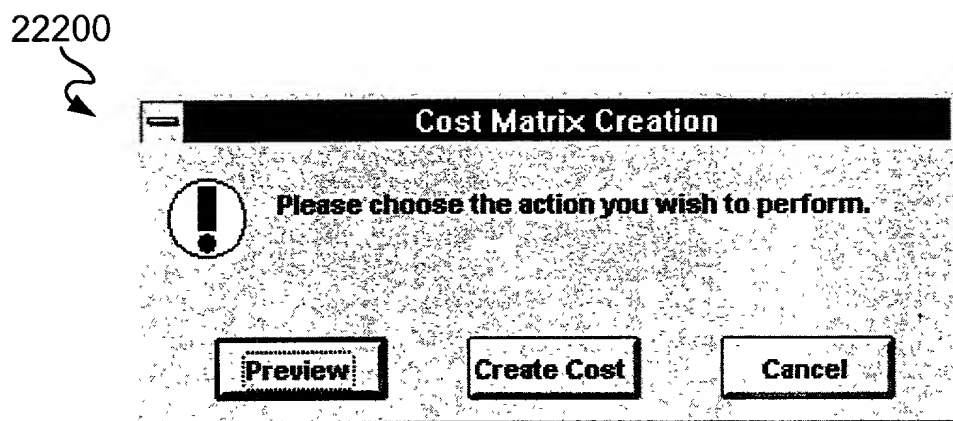 22200
Cost Matrix Creation
Please choose the action you wish to perform.
Preview Create Cost Cancel